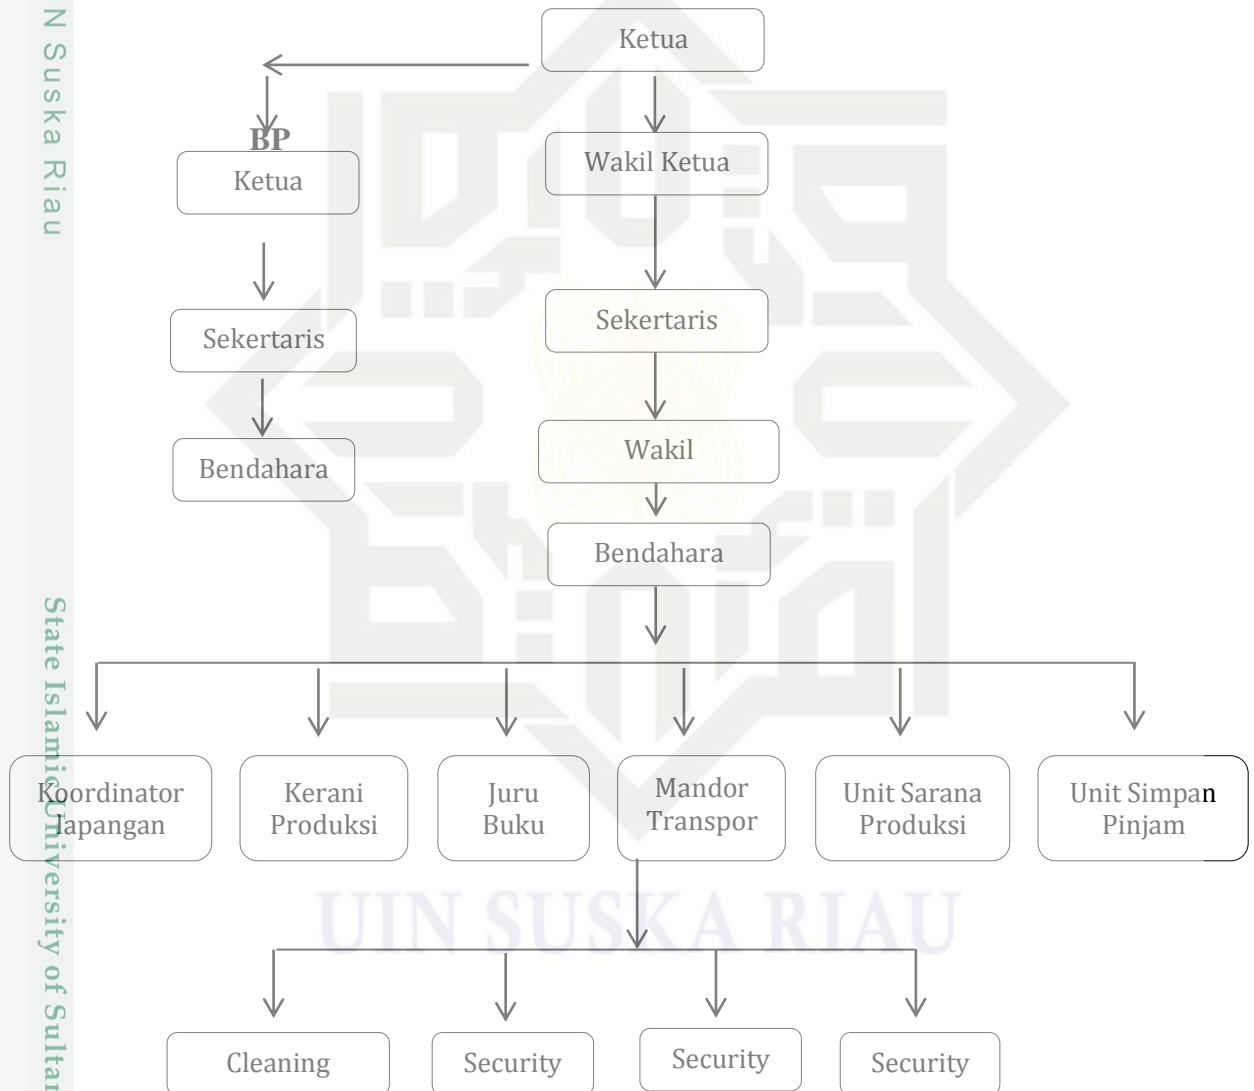 N Suska Riau
State Islamic University of Sultan
Ketua
BP
Ketua
Wakil Ketua
Sekertaris
Sekertaris
Wakil
Bendahara
Bendahara
Koordinator
lapangan
Kerani
Produksi
Juru
Buku
Mandor
Transpor
Unit Sarana
Produksi
Unit Simpan
Pinjam
UIN SUSKA RIAU
Cleaning
Security
Security
Security